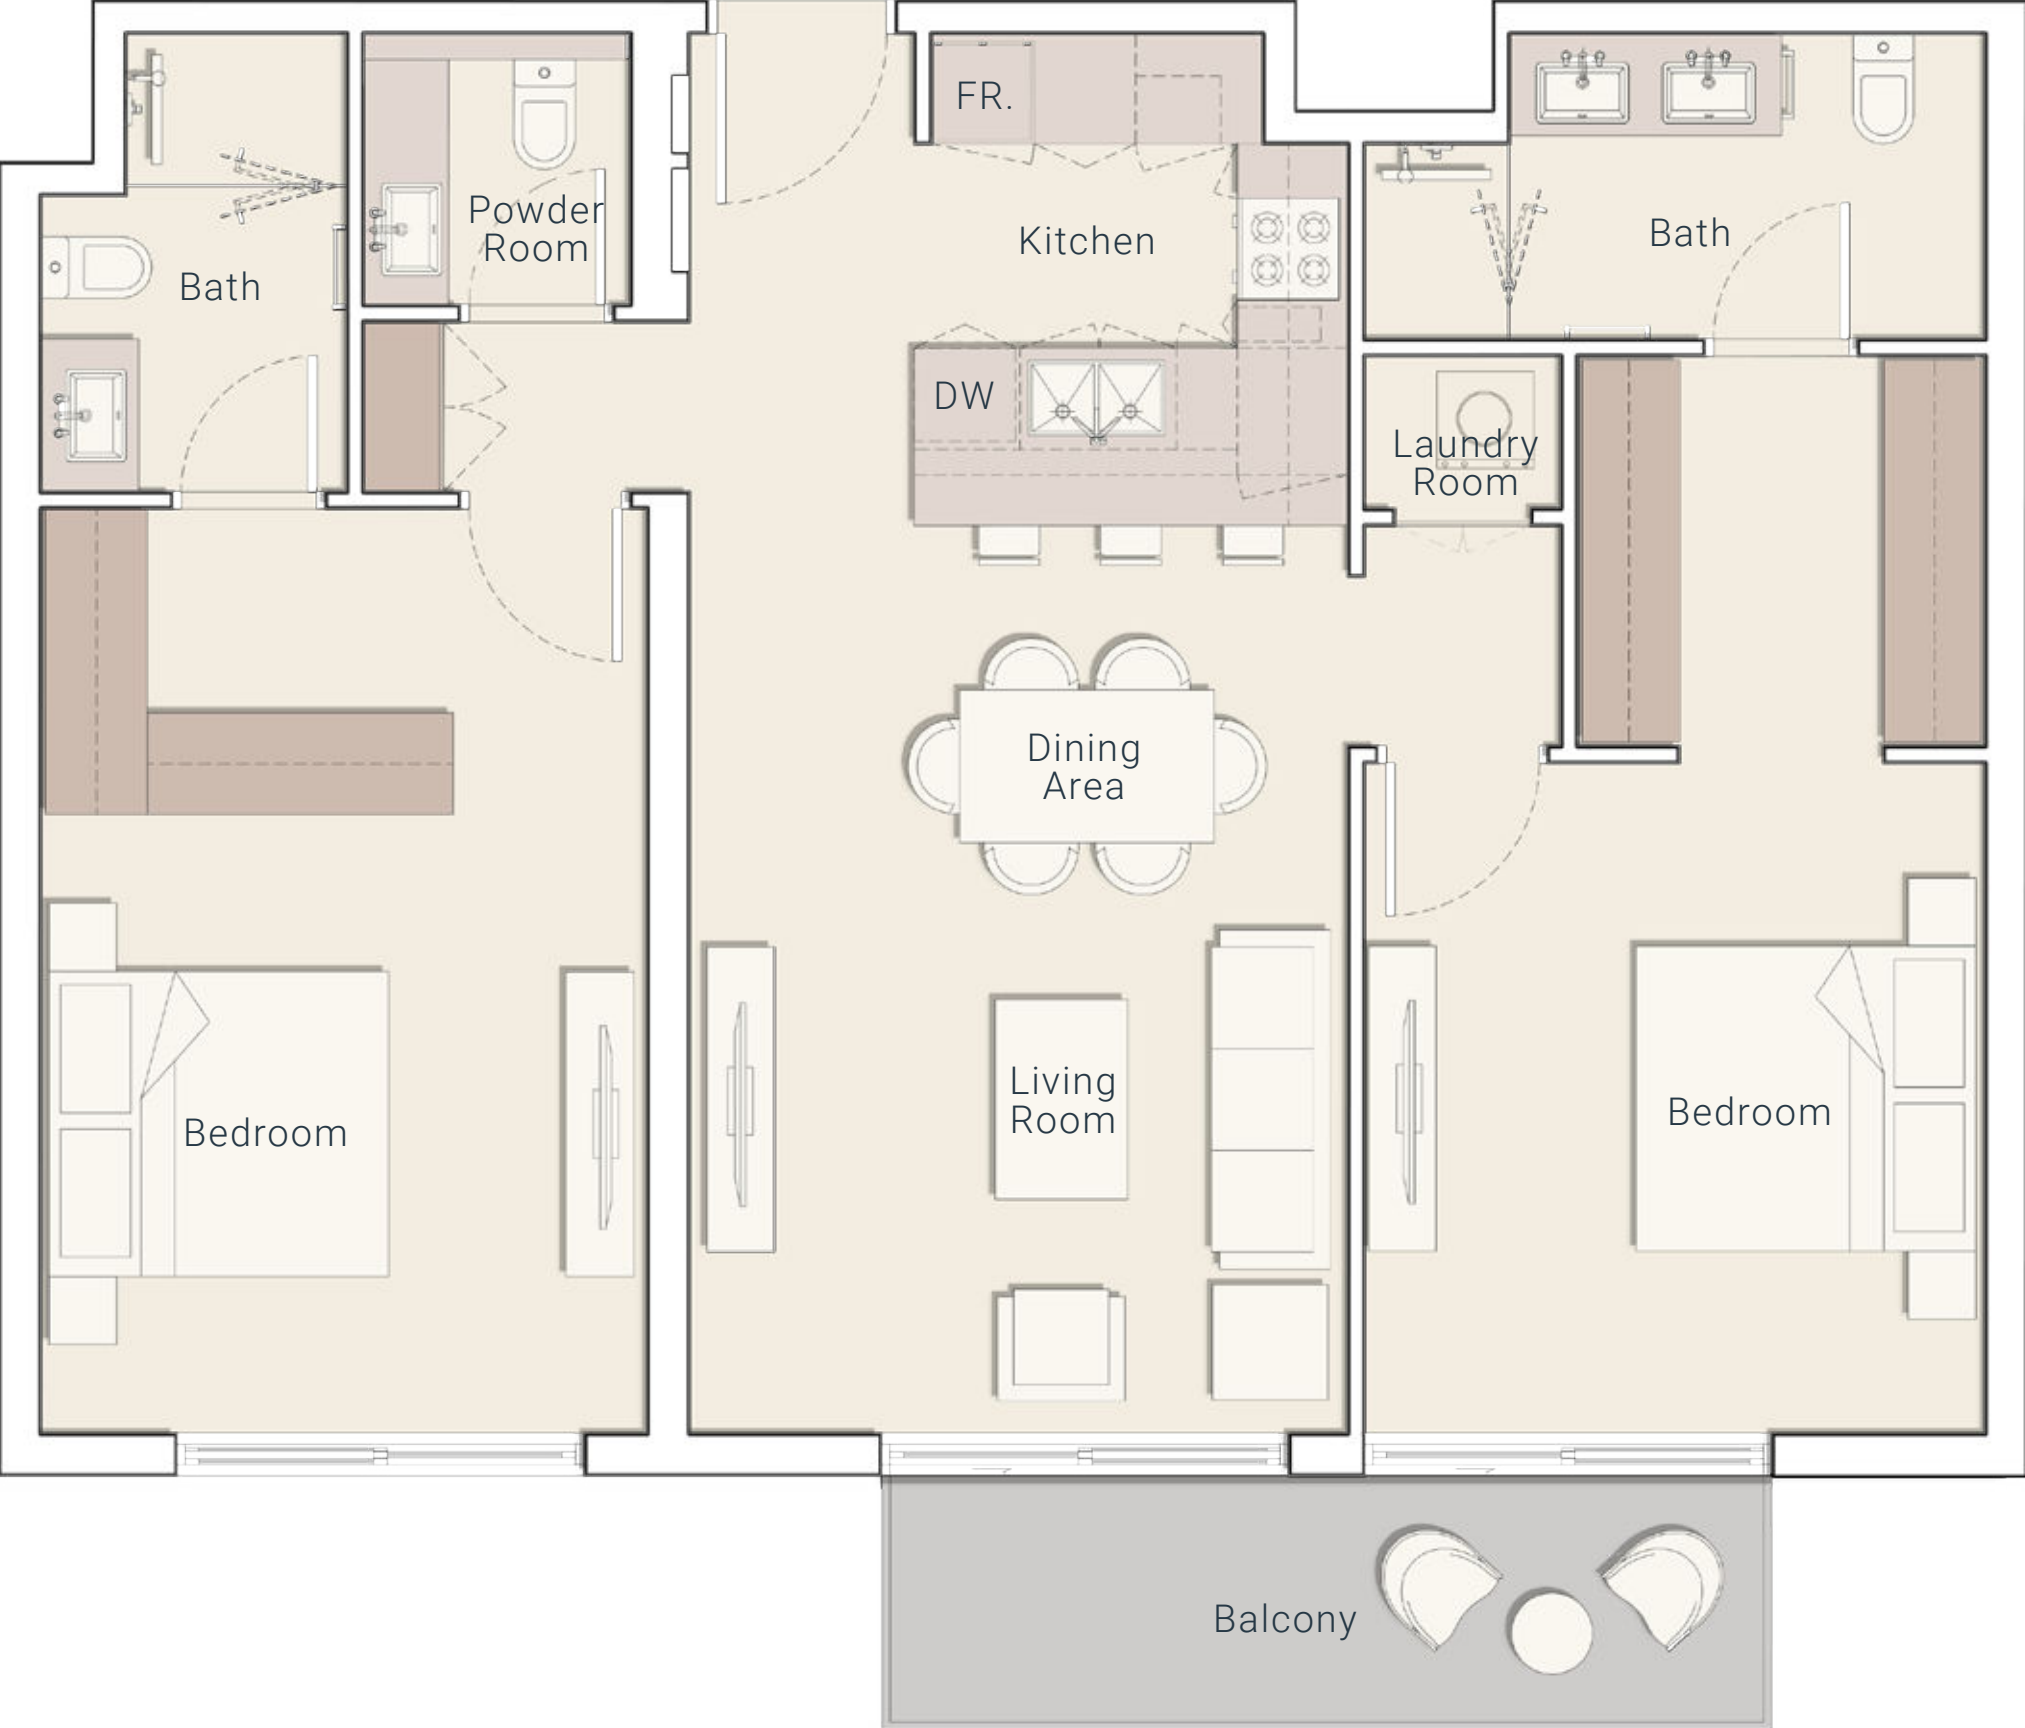 FR.
Powder
Room
Kitchen
Bath
Bath
DW
Laundry
Room
Dining
Area
Living
Room
Bedroom
Bedroom
Balcony